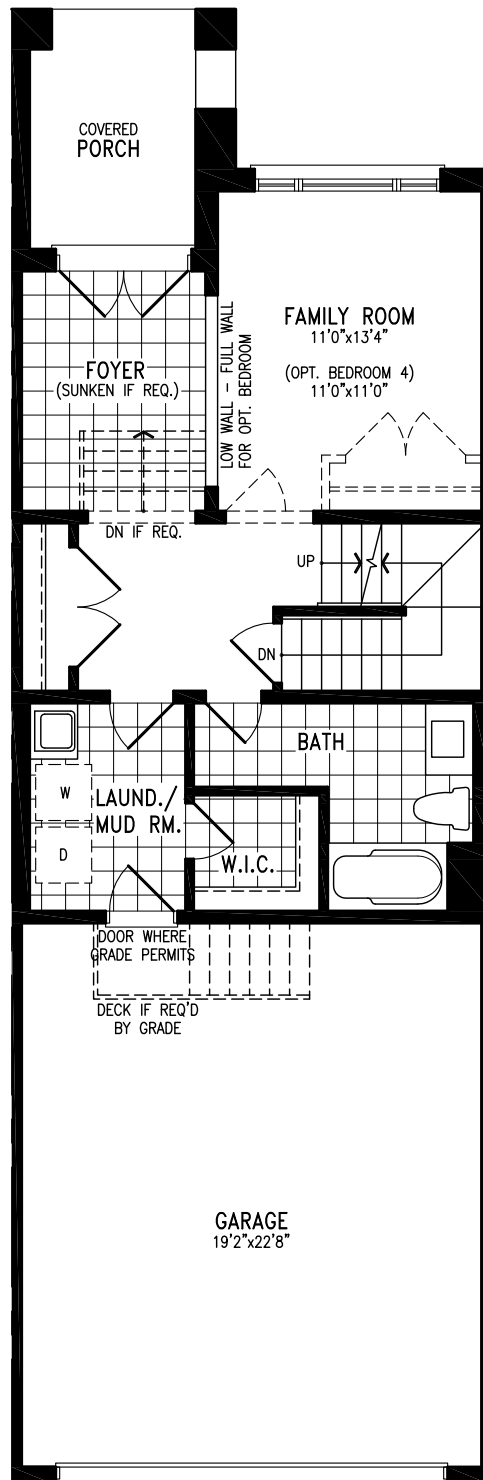 COVERED
PORCH
FAMILY ROOM
11'0"x13'4"
(OPT. BEDROOM 4)
11'0"x11'0"
LOW WALL - FULL WALL
FOR OPT. BEDROOM
FOYER
(SUNKEN IF REQ.)
DN IF REQ.
UP
DN
BATH
W
D
LAUND./
MUD RM.
W.I.C.
DOOR WHERE
GRADE PERMITS
DECK IF REQ'D
BY GRADE
GARAGE
19'2"x22'8"